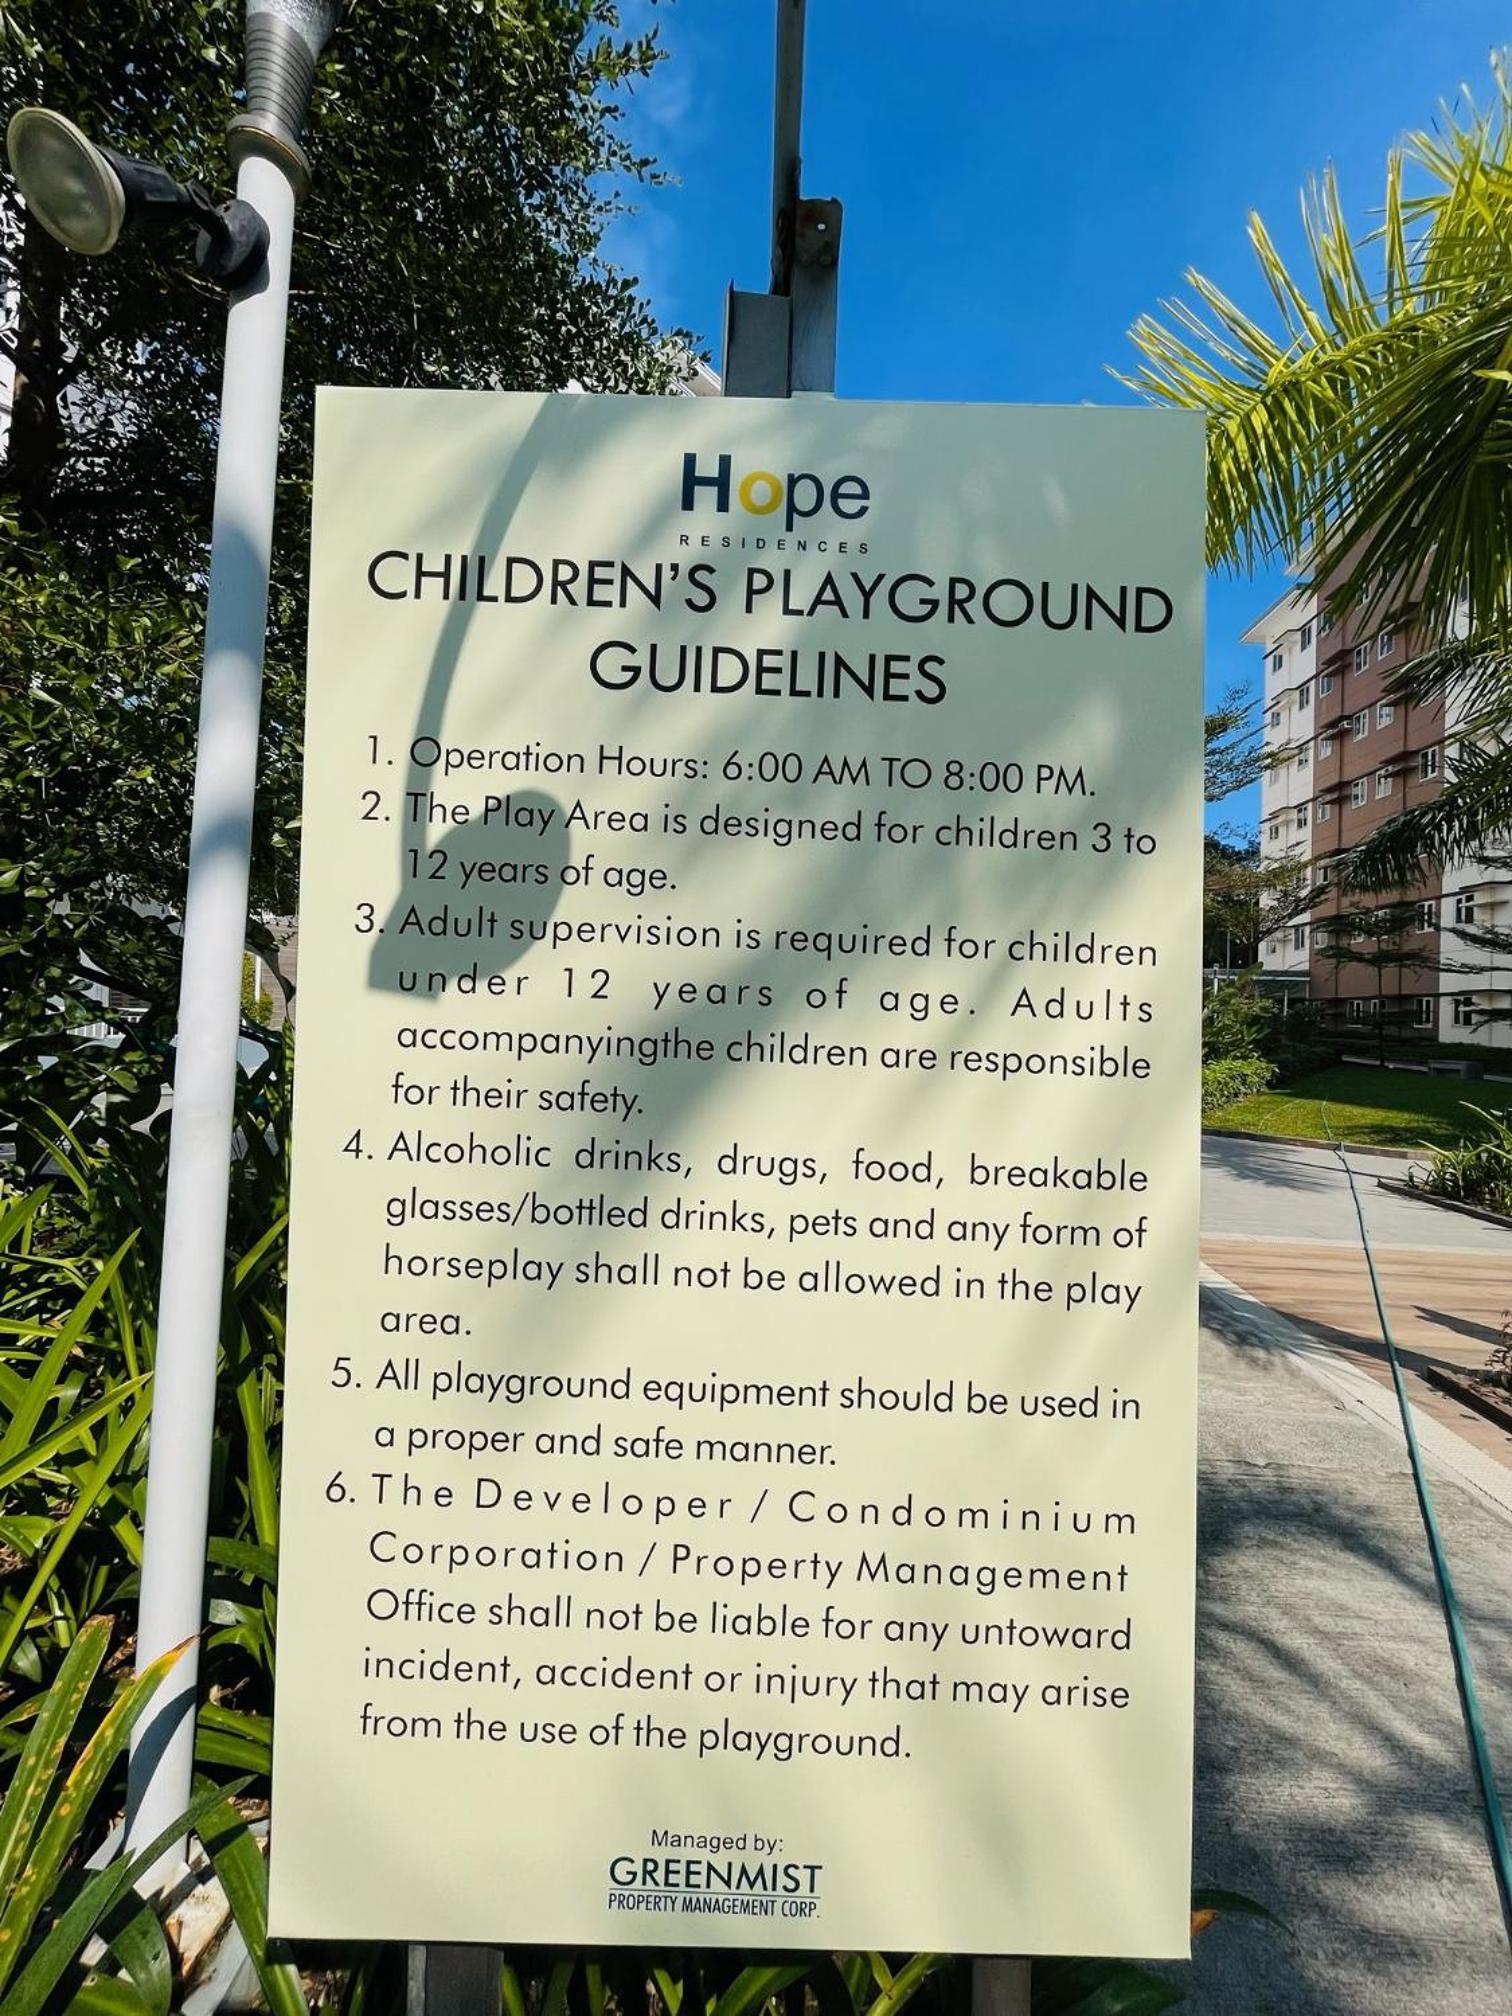 Hope
RESIDENCES
CHILDREN'S PLAYGROUND
GUIDELINES
1. Operation Hours: 6:00 AM TO 8:00 PM.
2. The Play Area is designed for children 3 to
12 years of age.
3. Adult supervision is required for children
under 12 years of age. Adults
accompanyingthe children are responsible
for their safety.
4. Alcoholic drinks, drugs, food, breakable
glasses/bottled drinks, pets and any form of
horseplay shall not be allowed in the play
area.
5. All playground equipment should be used in
a proper and safe manner.
6. The Developer / Condominium
Corporation / Property Management
Office shall not be liable for any untoward
incident, accident or injury that may arise
from the use of the playground.
Managed by:
GREENMIST
PROPERTY MANAGEMENT CORP.